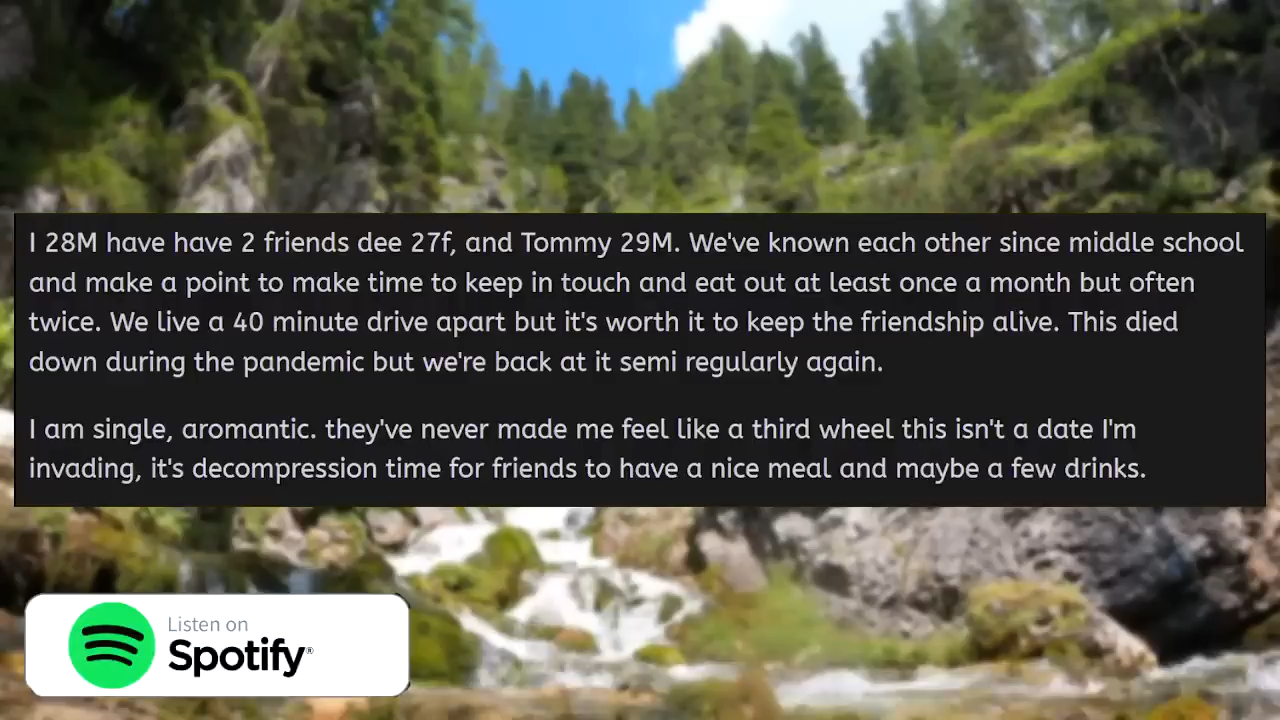 I 28M have have 2 friends dee 27f, and Tommy 29M. We've known each other since middle school
and make a point to make time to keep in touch and eat out at least once a month but often
twice. We live a 40 minute drive apart but it's worth it to keep the friendship alive. This died
down during the pandemic but we're back at it semi regularly again.
I am single, aromantic. they've never made me feel like a third wheel this isn't a date I'm
invading, it's decompression time for friends to have a nice meal and maybe a few drinks.
Listen on
Spotify®